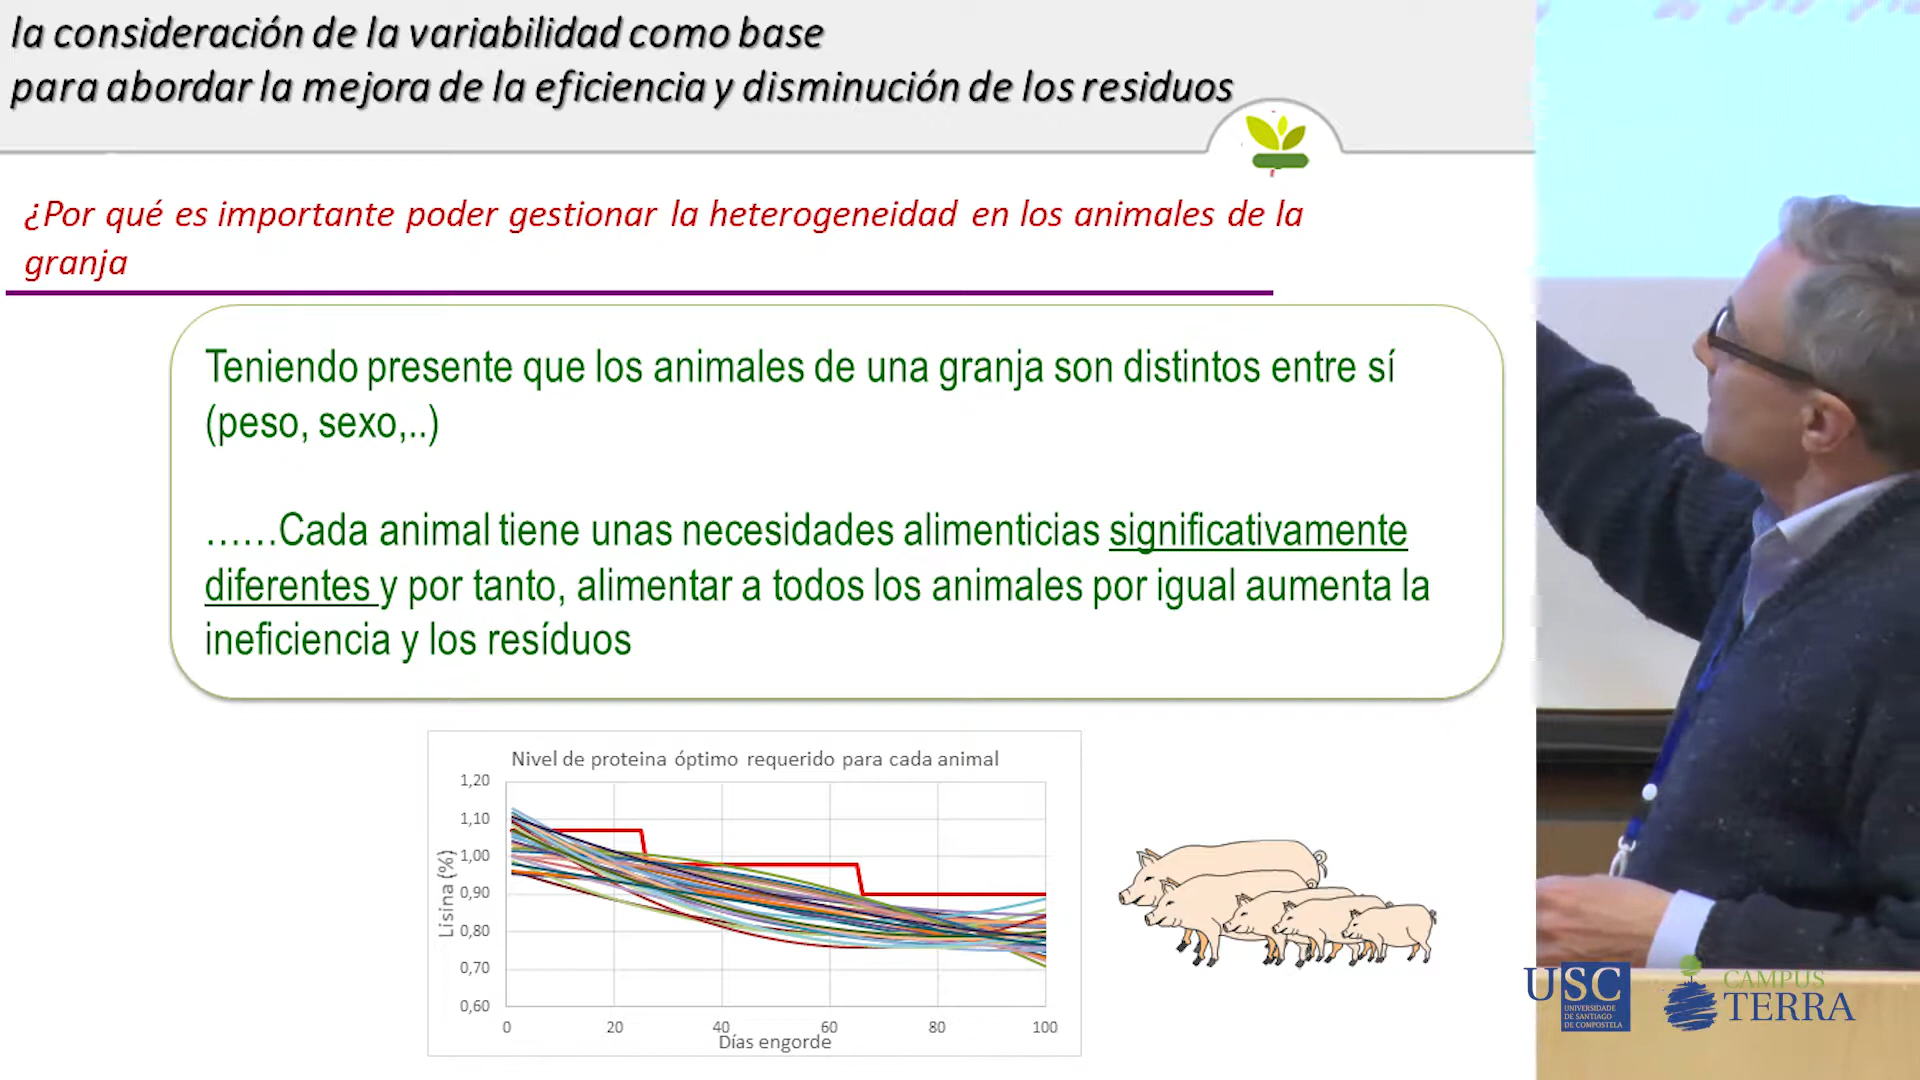 la consideración de la variabilidad como base
para abordar la mejora de la eficiencia y disminución de los residuos
¿Por qué es importante poder gestionar la heterogeneidad en los animales de la
granja
Teniendo presente que los animales de una granja son distintos entre sí
(peso, sexo,..)
……Cada animal tiene unas necesidades alimenticias significativamente
diferentes y por tanto, alimentar a todos los animales por igual aumenta la
ineficiencia y los resíduos
Nivel de proteina óptimo requerido para cada animal
1,20
1,10
1,00
0,90
0,80
0,70
0,60
Lisina (%)
0 20 40 60 80 100
Días engorde
USC
UNIVERSIDADE
DE SANTIAGO
DE COMPOSTELA
CAMPUS
TERRA